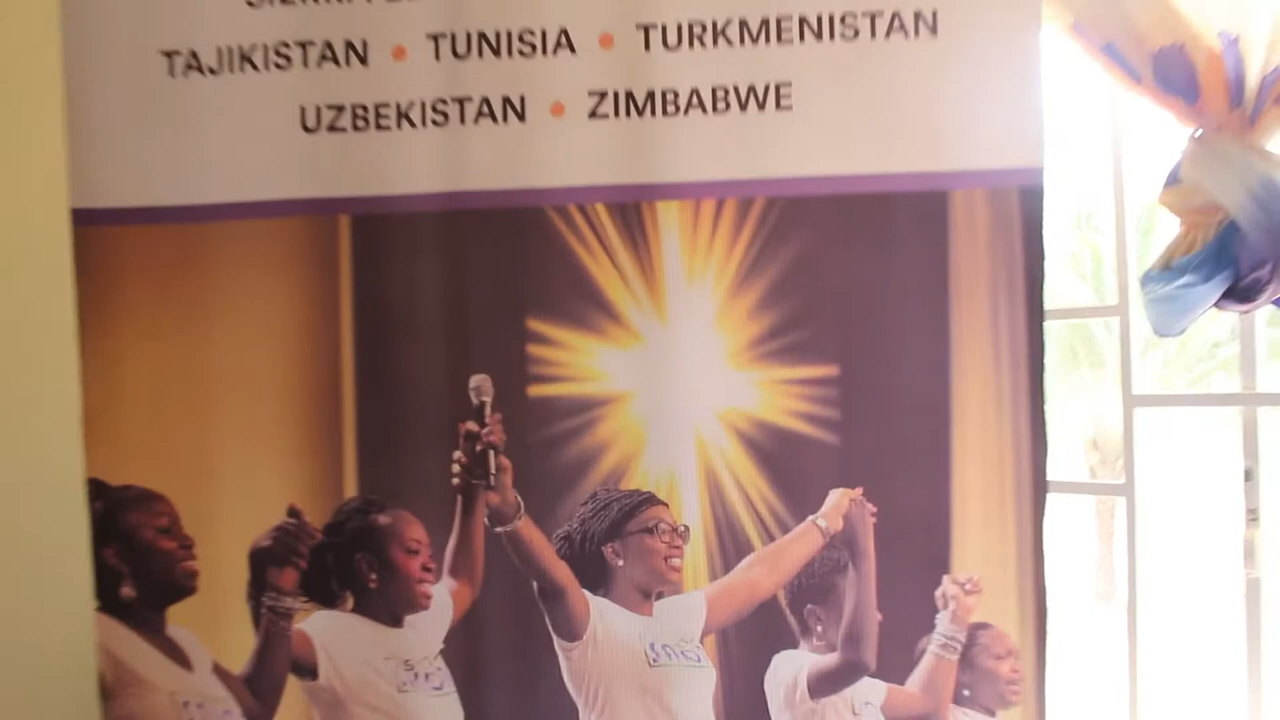 TAJIKISTAN • TUNISIA • TURKMENISTAN
UZBEKISTAN • ZIMBABWE